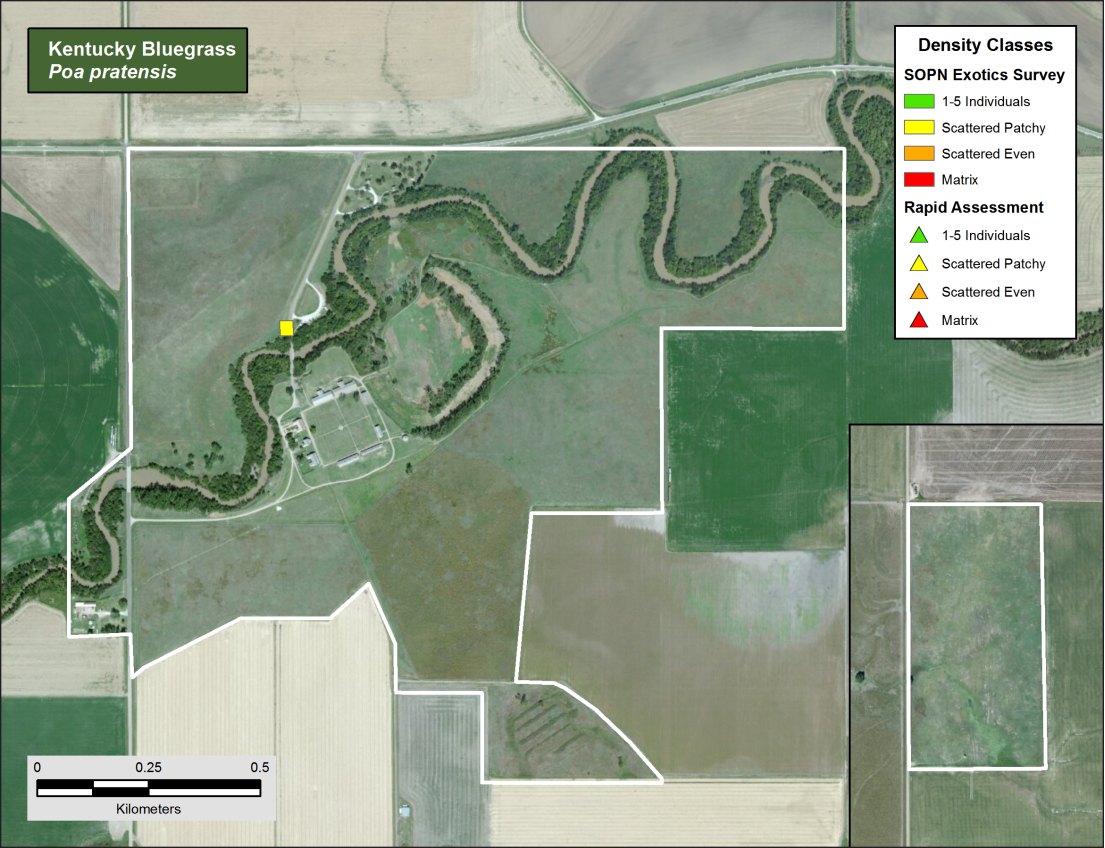 Kentucky Bluegrass
Poa pratensis
Density Classes
SOPN Exotics Survey
1-5 Individuals
Scattered Patchy
Scattered Even
Matrix
Rapid Assessment
1-5 Individuals
Scattered Patchy
Scattered Even
Matrix
0 0.25 0.5
Kilometers